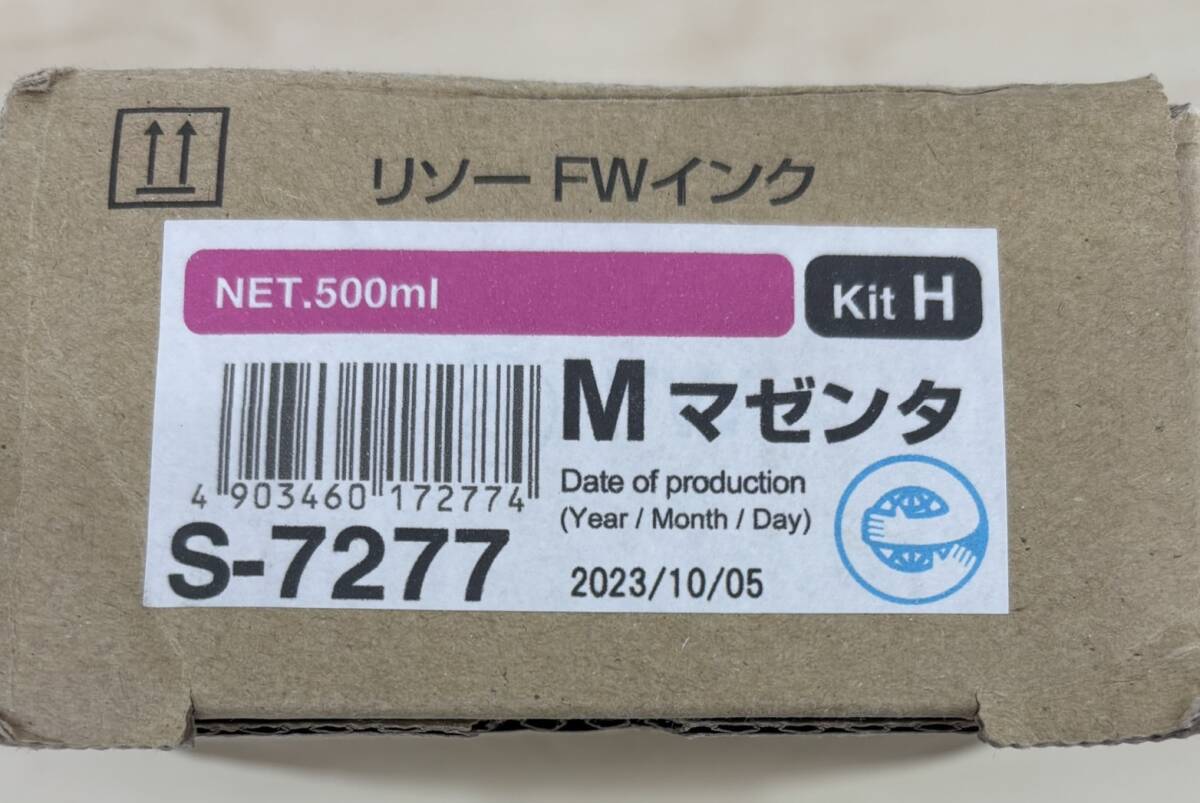 リソー FWインク
NET.500ml
Kit H
M マゼンタ
4 903460 172774
Date of production
(Year / Month / Day)
S-7277
2023/10/05